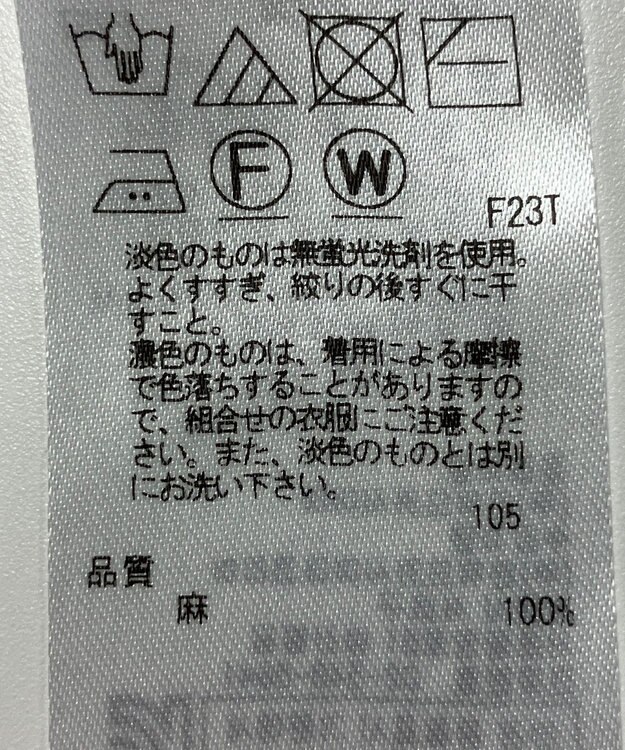 F
W
F23T
淡色のものは無蛍光洗剤を使用。
よくすすぎ、絞りの後すぐに干
すこと。
濃色のものは、着用による摩擦
で色落ちすることがありますの
で、組合せの衣服にご注意くだ
さい。また、淡色のものとは別
にお洗い下さい。
105
品質
麻 100%